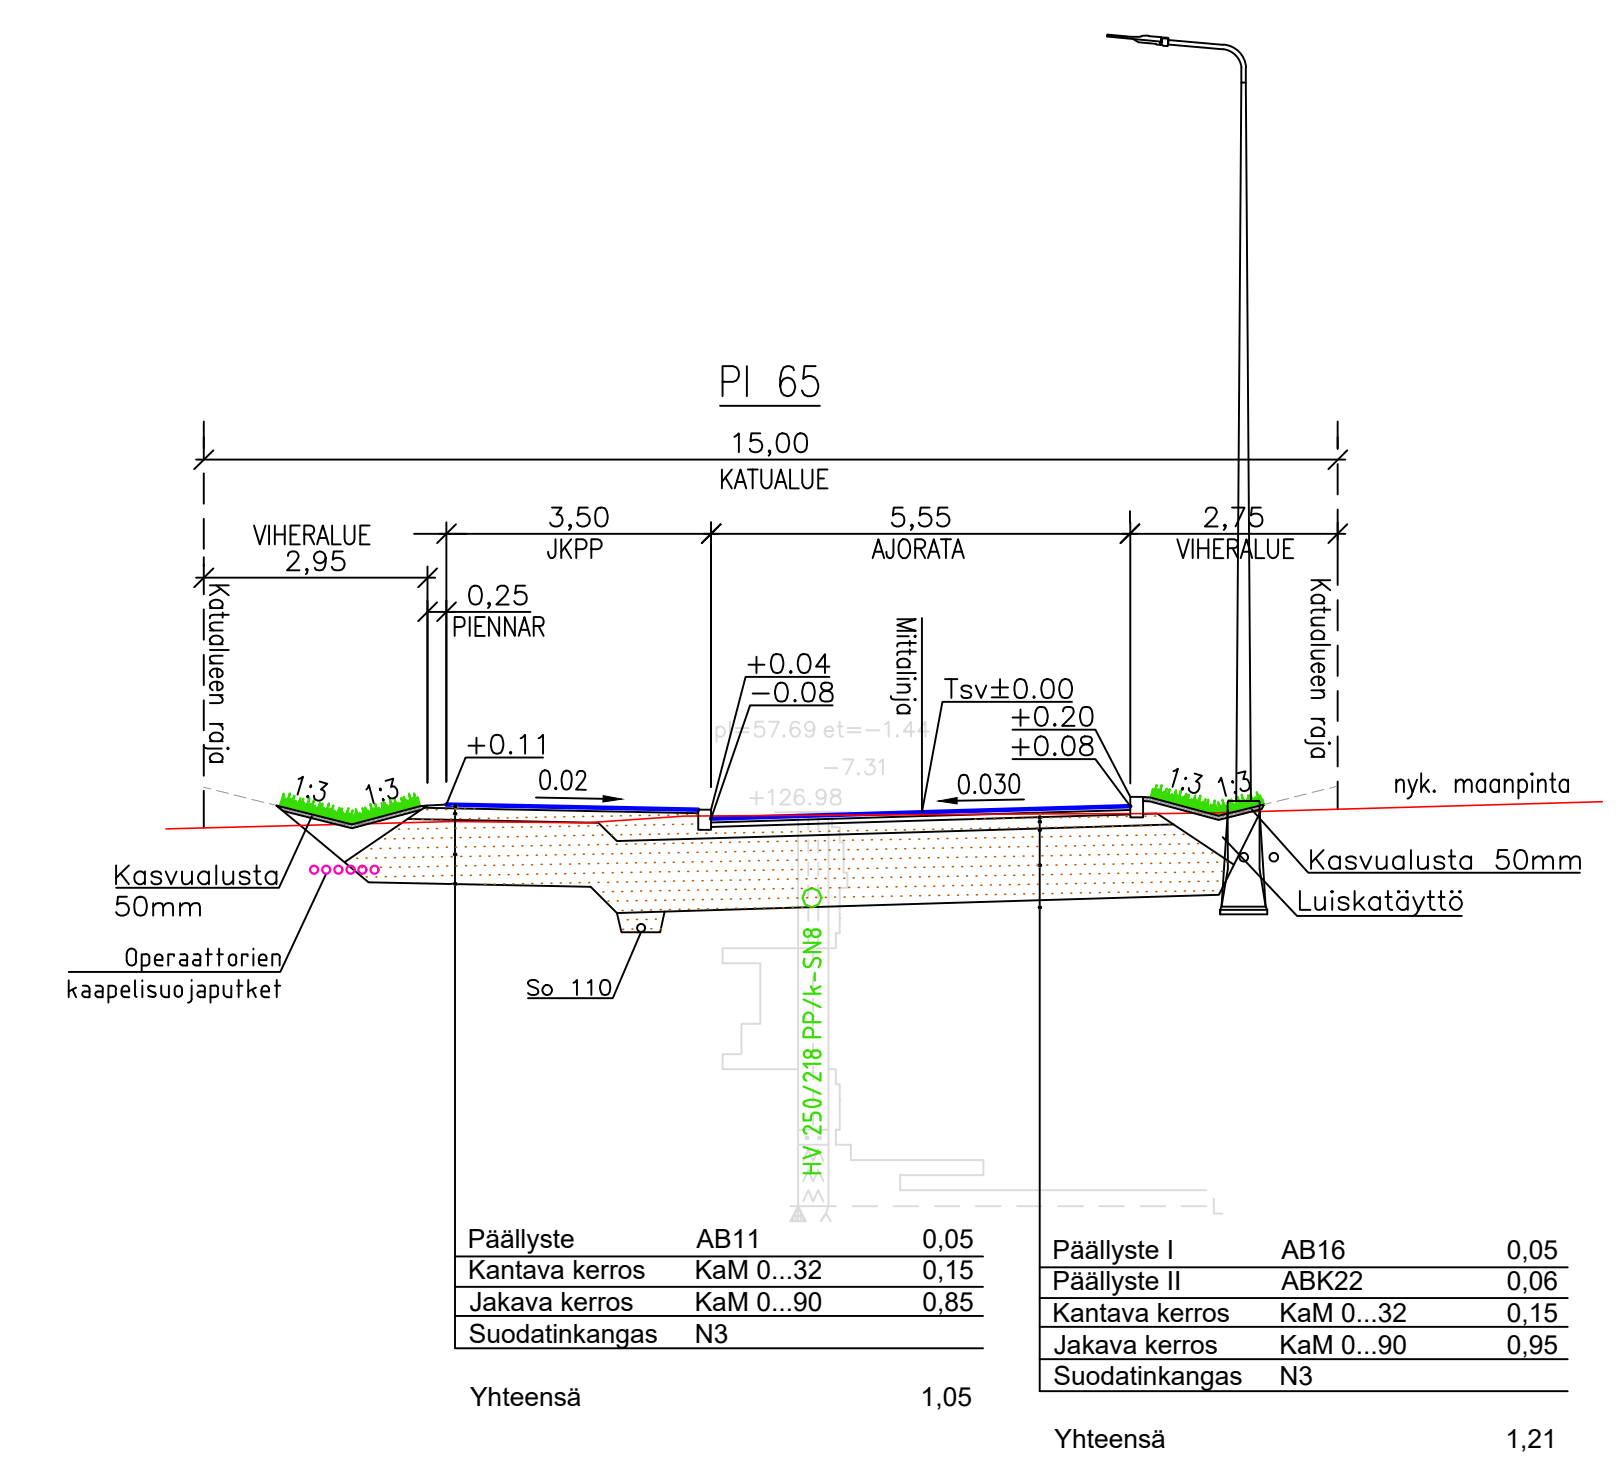 PI 65
15,00
KATUALUE
VIHERALUE
2,95
3,50
JKPP
5,55
AJORATA
2,75
VIHERALUE
0,25
PIENNAR
Katualueen raja
Katualueen raja
Mittalinja
+0.04
-0.08
Tsv±0.00
+0.20
+0.08
pl=57.69 et=-1.44
-7.31
+126.98
+0.11
0.02
0.030
1:3
1:3
1:3
1:3
nyk. maanpinta
Kasvualusta
50mm
Kasvualusta 50mm
Luiskatäyttö
Operaattorien
kaapelisuojaputket
So 110
HV 250/218 PP/k-SN8
Päällyste AB11 0,05
Kantava kerros KaM 0...32 0,15
Jakava kerros KaM 0...90 0,85
Suodatinkangas N3
Yhteensä 1,05
Päällyste I AB16 0,05
Päällyste II ABK22 0,06
Kantava kerros KaM 0...32 0,15
Jakava kerros KaM 0...90 0,95
Suodatinkangas N3
Yhteensä 1,21